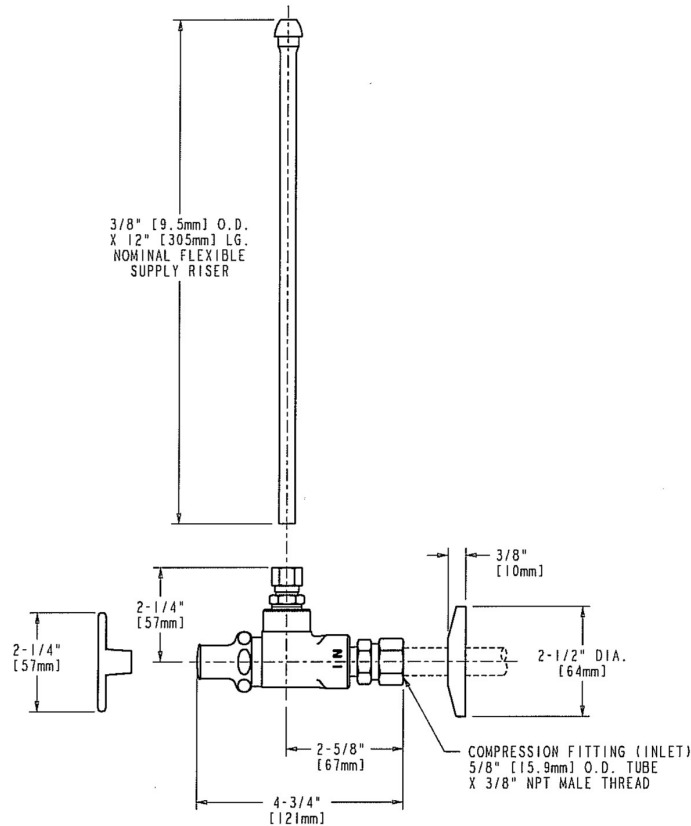 3/8" [9.5mm] O.D.
X 12" [305mm] LG.
NOMINAL FLEXIBLE
SUPPLY RISER
3/8"
[10mm]
2-1/4"
[57mm]
2-1/4"
[57mm]
IN
2-1/2" DIA.
[64mm]
2-5/8"
[67mm]
COMPRESSION FITTING (INLET)
5/8" [15.9mm] O.D. TUBE
X 3/8" NPT MALE THREAD
4-3/4"
[121mm]